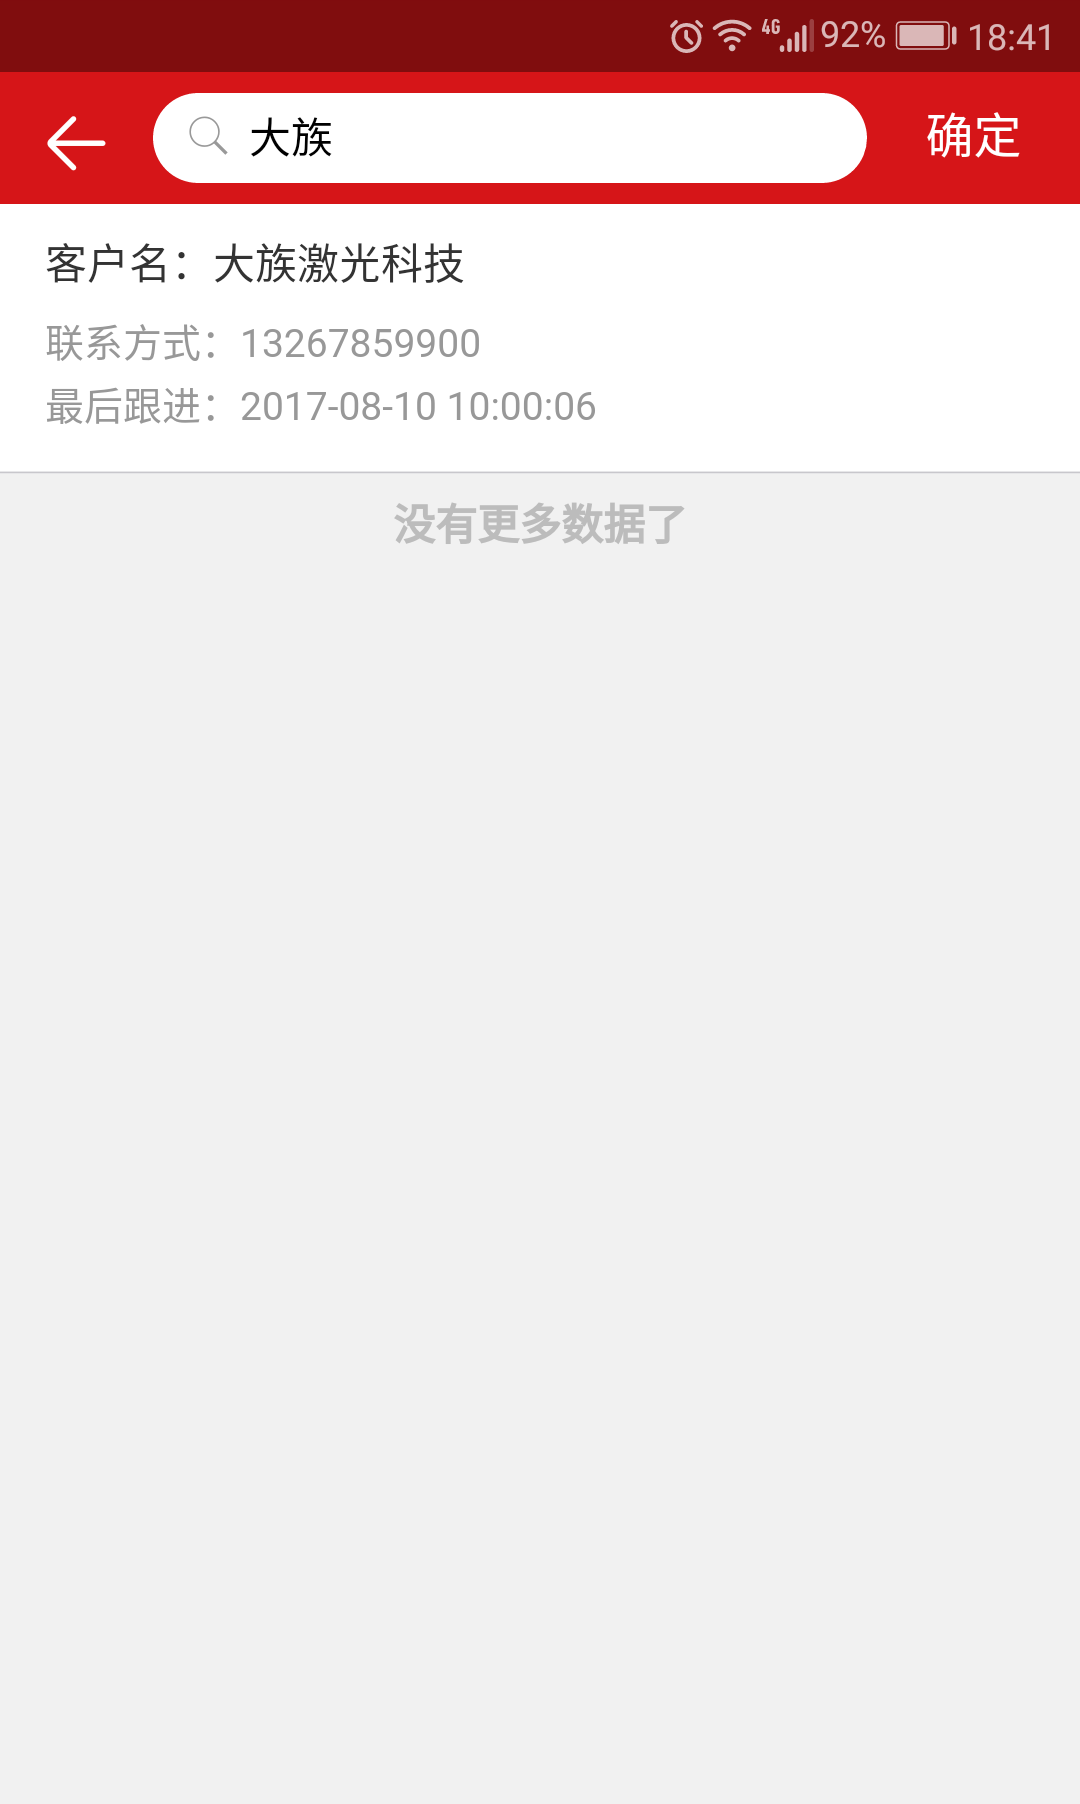 4G 92% 18:41
大族
确定
客户名：大族激光科技
联系方式：13267859900
最后跟进：2017-08-10 10:00:06
没有更多数据了